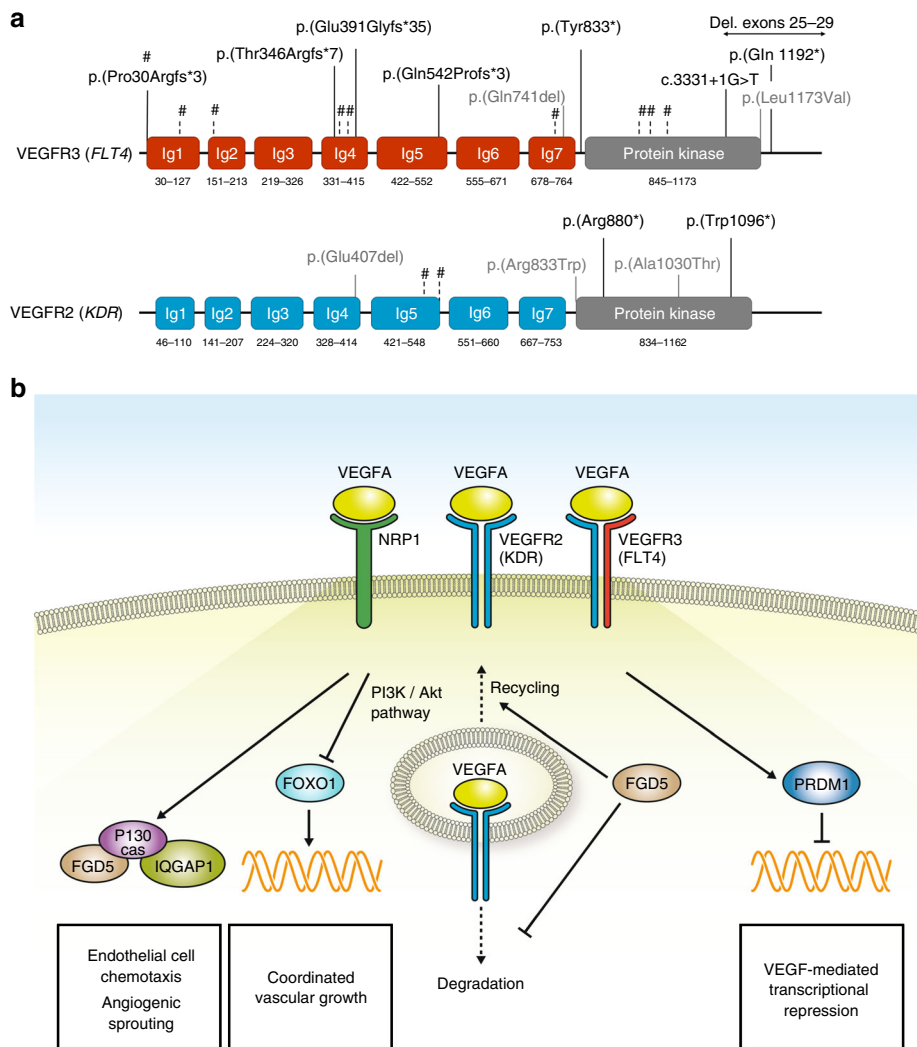 a
p.(Glu391Glyfs*35)
Del. exons 25–29
#
p.(Thr346Argfs*7)
p.(Tyr833*)
p.(Gln 1192*)
p.(Pro30Argfs*3)
p.(Gln542Profs*3)
c.3331+1G>T
p.(Gln741del)
p.(Leu1173Val)
# # ## # ## #
VEGFR3 (FLT4) Ig1 Ig2 Ig3 Ig4 Ig5 Ig6 Ig7 Protein kinase
30–127 151–213 219–326 331–415 422–552 555–671 678–764 845–1173
p.(Arg880*) p.(Trp1096*)
p.(Glu407del) # # p.(Arg833Trp) p.(Ala1030Thr)
VEGFR2 (KDR) Ig1 Ig2 Ig3 Ig4 Ig5 Ig6 Ig7 Protein kinase
46–110 141–207 224–320 328–414 421–548 551–660 667–753 834–1162
b
VEGFA VEGFA VEGFA
NRP1 VEGFR2 VEGFR3
(KDR) (FLT4)
PI3K / Akt
pathway
Recycling
VEGFA
FOXO1 FGD5 PRDM1
P130
cas
FGD5 IQGAP1
Endothelial cell
chemotaxis
Angiogenic
sprouting
Coordinated
vascular growth
Degradation
VEGF-mediated
transcriptional
repression